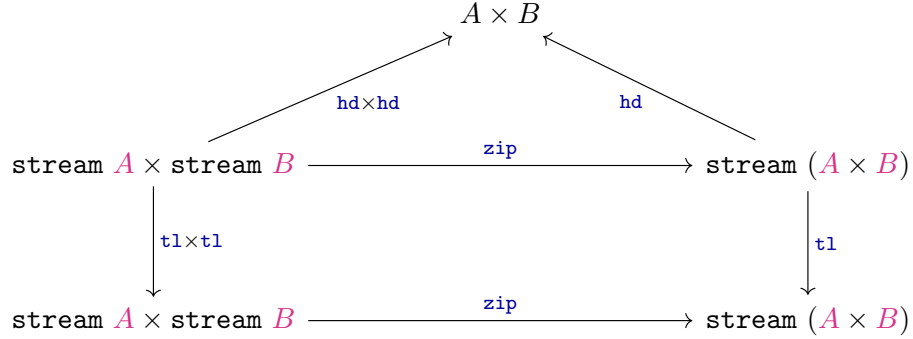 A × B
hd×hd
hd
stream A × stream B
zip
stream (A × B)
tl×tl
tl
stream A × stream B
zip
stream (A × B)